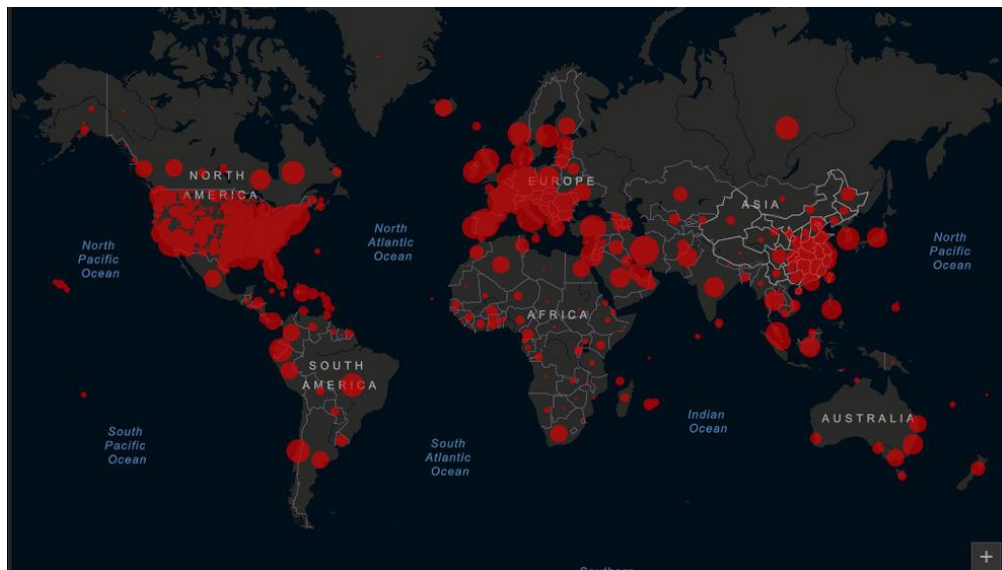 NORTH
AMERICA
EUROPE
ASIA
North
Pacific
Ocean
North
Atlantic
Ocean
North
Pacific
Ocean
AFRICA
SOUTH
AMERICA
Indian
Ocean
AUSTRALIA
South
Pacific
Ocean
South
Atlantic
Ocean
Southern
+